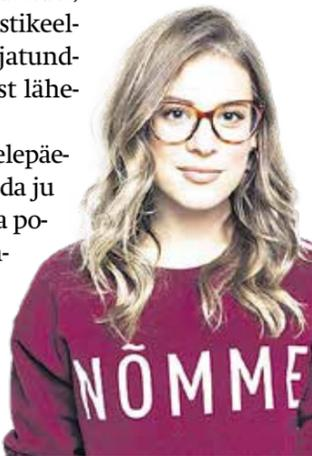 stikeel-
jatund-
st lähe-
elepäe-
da ju
a po-
NÕMME